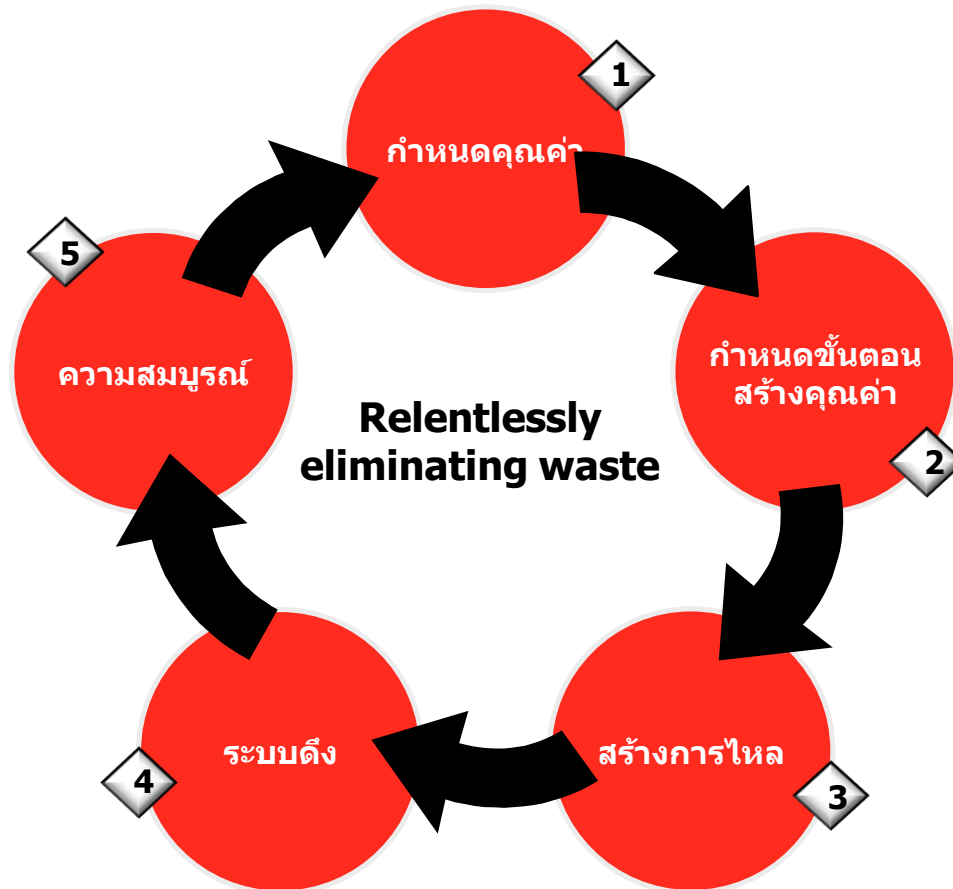 1
กำหนดคุณค่า
2
กำหนดขั้นตอน
สร้างคุณค่า
3
สร้างการไหล
4
ระบบดึง
5
ความสมบูรณ์
Relentlessly
eliminating waste